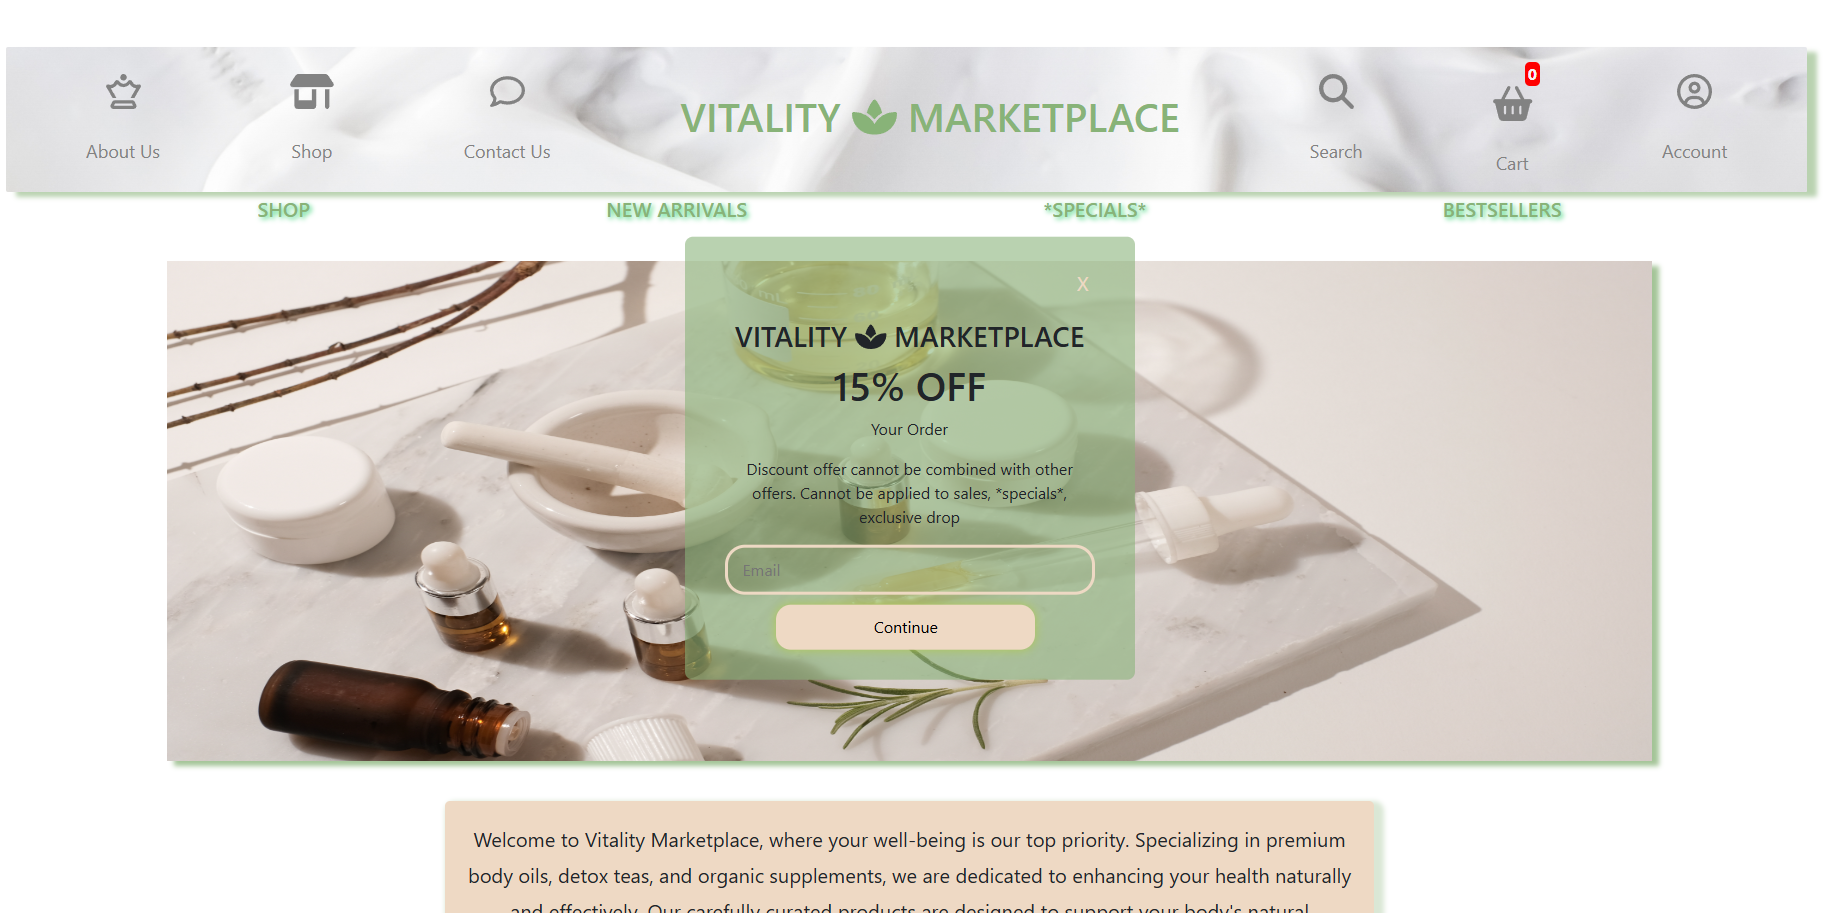 About Us
Shop
Contact Us
VITALITY MARKETPLACE
Search
0
Cart
Account
SHOP
NEW ARRIVALS
*SPECIALS*
BESTSELLERS
X
VITALITY MARKETPLACE
15% OFF
Your Order
Discount offer cannot be combined with other
offers. Cannot be applied to sales, *specials*,
exclusive drop
Email
Continue
Welcome to Vitality Marketplace, where your well-being is our top priority. Specializing in premium
body oils, detox teas, and organic supplements, we are dedicated to enhancing your health naturally
and effectively. Our carefully curated products are designed to support your body's natural